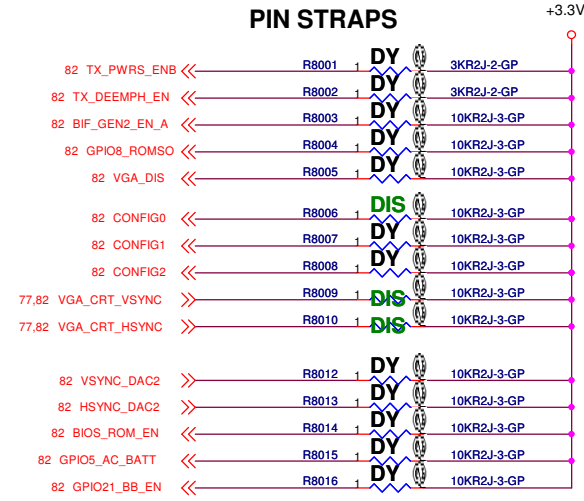 PIN STRAPS
+3.3V
82 TX_PWRS_ENB R8001 1 DY 3KR2J-2-GP
82 TX_DEEMPH_EN R8002 1 DY 3KR2J-2-GP
82 BIF_GEN2_EN_A R8003 1 DY 10KR2J-3-GP
82 GPIO8_ROMSO R8004 1 DY 10KR2J-3-GP
82 VGA_DIS R8005 1 DY 10KR2J-3-GP
82 CONFIG0 R8006 1 DIS 10KR2J-3-GP
82 CONFIG1 R8007 1 DY 10KR2J-3-GP
82 CONFIG2 R8008 1 DY 10KR2J-3-GP
77,82 VGA_CRT_VSYNC R8009 1 DIS 10KR2J-3-GP
77,82 VGA_CRT_HSYNC R8010 1 DIS 10KR2J-3-GP
82 VSYNC_DAC2 R8012 1 DY 10KR2J-3-GP
82 HSYNC_DAC2 R8013 1 DY 10KR2J-3-GP
82 BIOS_ROM_EN R8014 1 DY 10KR2J-3-GP
82 GPIO5_AC_BATT R8015 1 DY 10KR2J-3-GP
82 GPIO21_BB_EN R8016 1 DY 10KR2J-3-GP